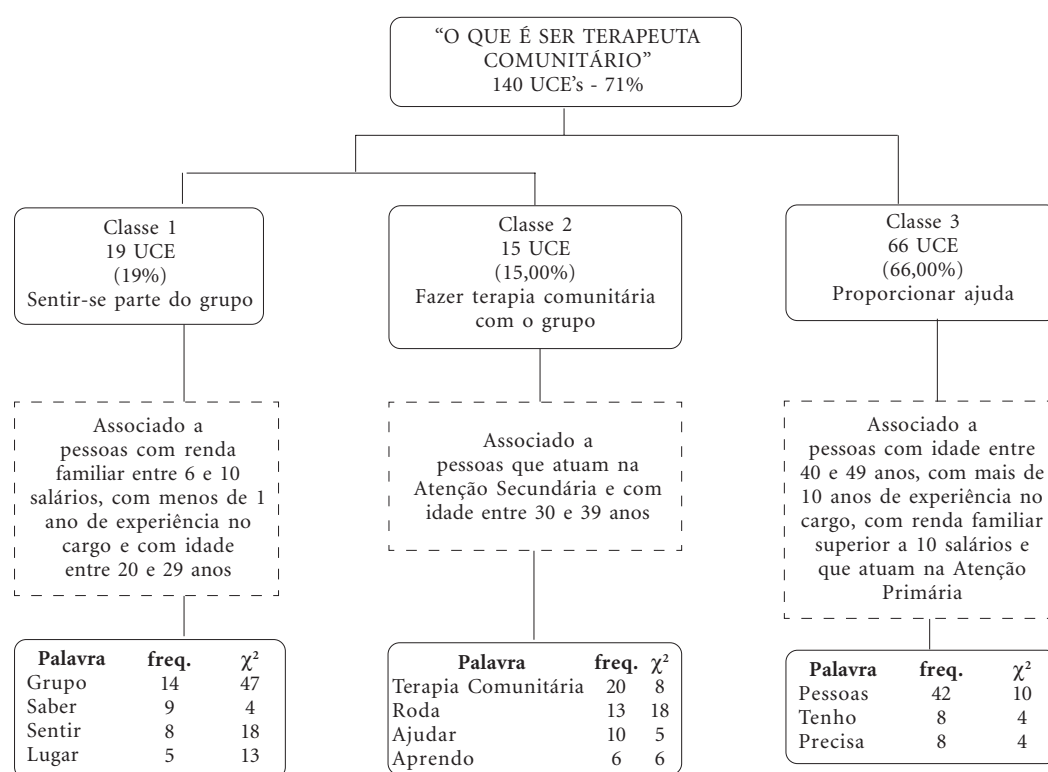 “O QUE É SER TERAPEUTA
COMUNITÁRIO”
140 UCE's - 71%
Classe 1
19 UCE
(19%)
Sentir-se parte do grupo
Classe 2
15 UCE
(15,00%)
Fazer terapia comunitária
com o grupo
Classe 3
66 UCE
(66,00%)
Proporcionar ajuda
Associado a
pessoas com renda
familiar entre 6 e 10
salários, com menos de 1
ano de experiência no
cargo e com idade
entre 20 e 29 anos
Associado a
pessoas que atuam na
Atenção Secundária e com
idade entre 30 e 39 anos
Associado a
pessoas com idade entre
40 e 49 anos, com mais de
10 anos de experiência no
cargo, com renda familiar
superior a 10 salários e
que atuam na Atenção
Primária
Palavra freq. χ²
Grupo 14 47
Saber 9 4
Sentir 8 18
Lugar 5 13
Palavra freq. χ²
Terapia Comunitária 20 8
Roda 13 18
Ajudar 10 5
Aprendo 6 6
Palavra freq. χ²
Pessoas 42 10
Tenho 8 4
Precisa 8 4